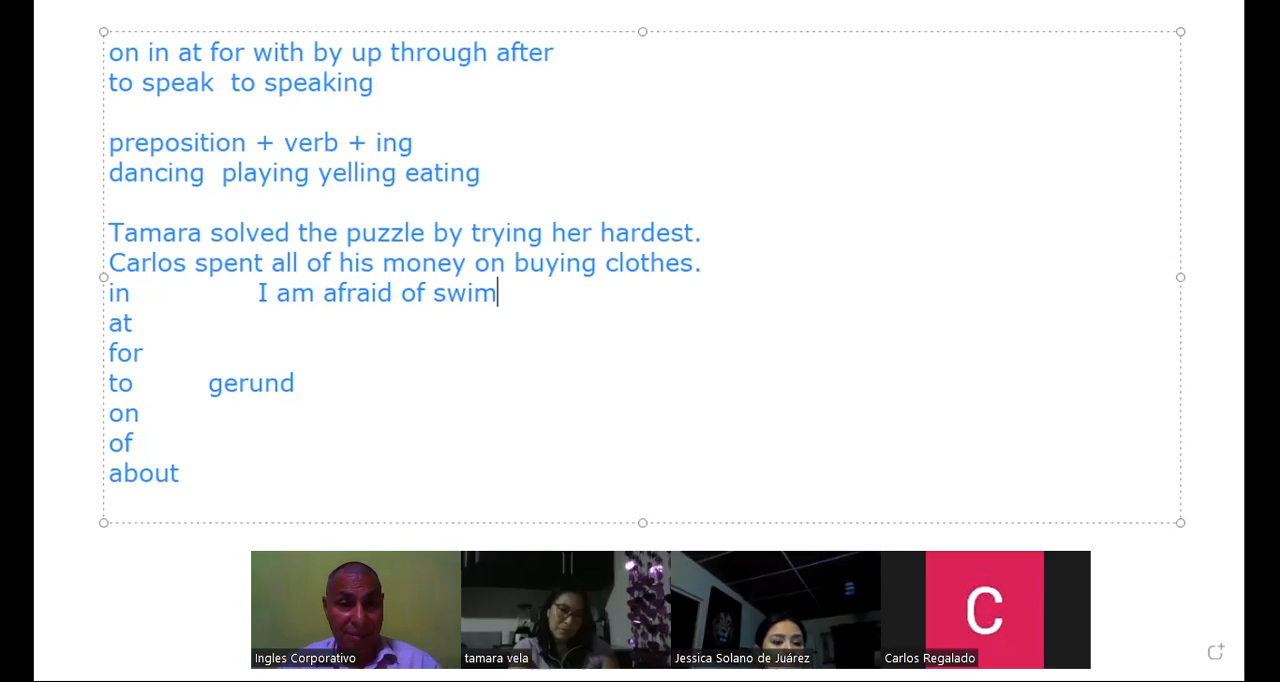 on in at for with by up through after
to speak  to speaking
preposition + verb + ing
dancing  playing yelling eating
Tamara solved the puzzle by trying her hardest.
Carlos spent all of his money on buying clothes.
in I am afraid of swim
at
for
to gerund
on
of
about
C
Ingles Corporativo tamara vela Jessica Solano de Juárez Carlos Regalado